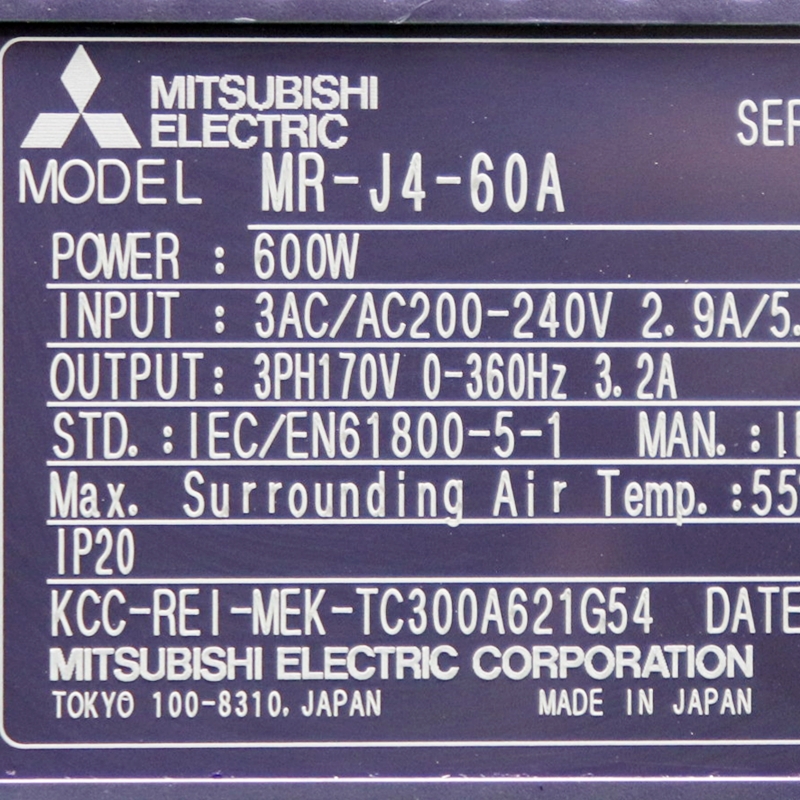 MITSUBISHI
ELECTRIC
SER
MODEL MR-J4-60A
POWER : 600W
INPUT : 3AC/AC200-240V 2.9A/5.
OUTPUT: 3PH170V 0-360Hz 3.2A
STD. : IEC/EN61800-5-1 MAN. : I
Max. Surrounding Air Temp. :55
IP20
KCC-REI-MEK-TC300A621G54 DATE
MITSUBISHI ELECTRIC CORPORATION
TOKYO 100-8310, JAPAN MADE IN JAPAN